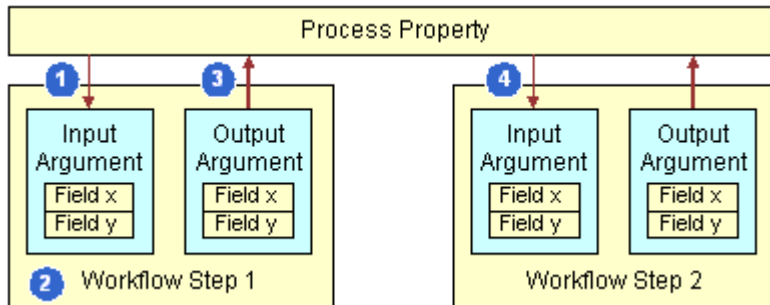 Process Property
1
3
4
Input
Argument
Field x
Field y
Output
Argument
Field x
Field y
2
Workflow Step 1
Input
Argument
Field x
Field y
Output
Argument
Field x
Field y
Workflow Step 2